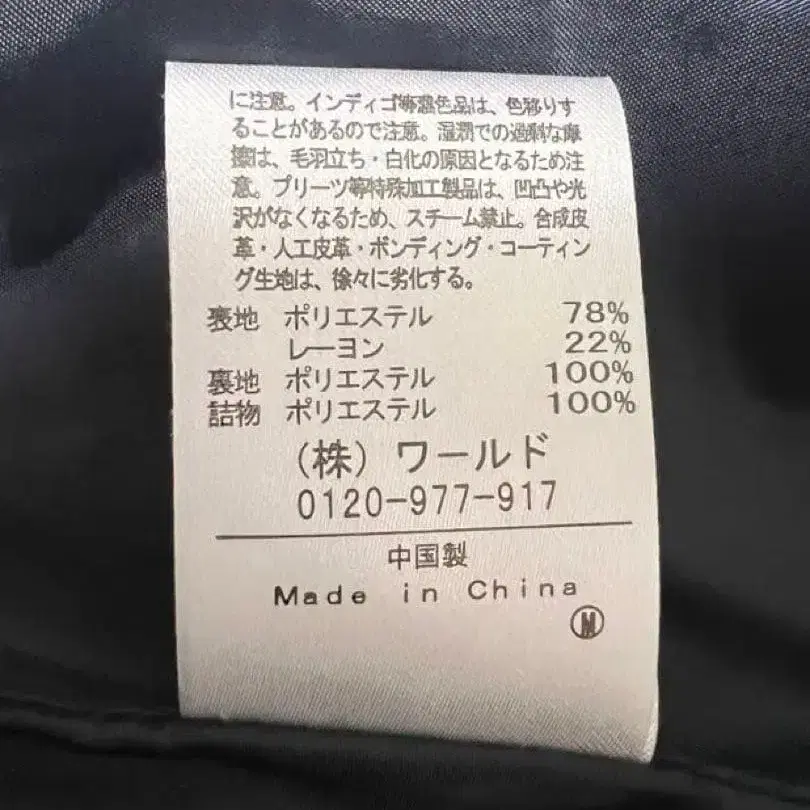 に注意。インディゴ等濃色品は、色移りす
ることがあるので注意。湿潤での過剰な摩
擦は、毛羽立ち・白化の原因となるため注
意。プリーツ等特殊加工製品は、凹凸や光
沢がなくなるため、スチーム禁止。合成皮
革・人工皮革・ボンディング・コーティン
グ生地は、徐々に劣化する。
表地 ポリエステル 78%
レーヨン 22%
裏地 ポリエステル 100%
詰物 ポリエステル 100%
(株) ワールド
0120-977-917
中国製
Made in China
Ⓜ